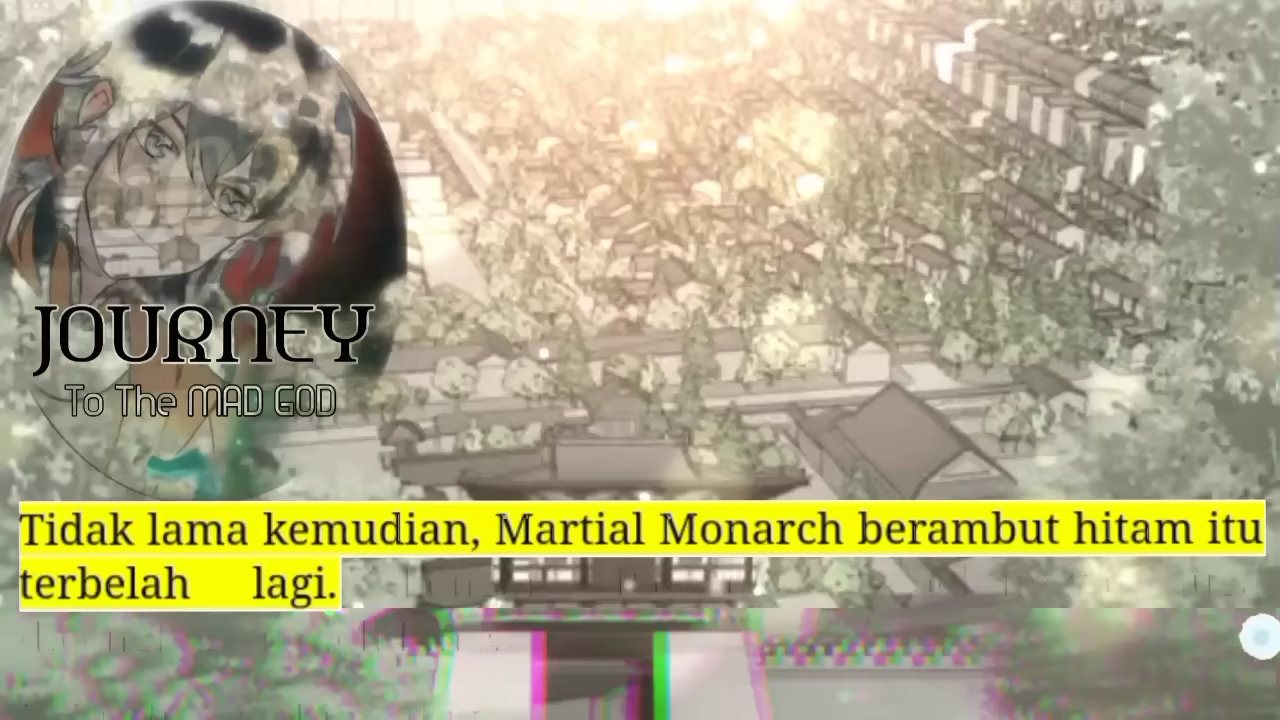 JOURNEY
To The MAD GOD
Tidak lama kemudian, Martial Monarch berambut hitam itu
terbelah lagi.